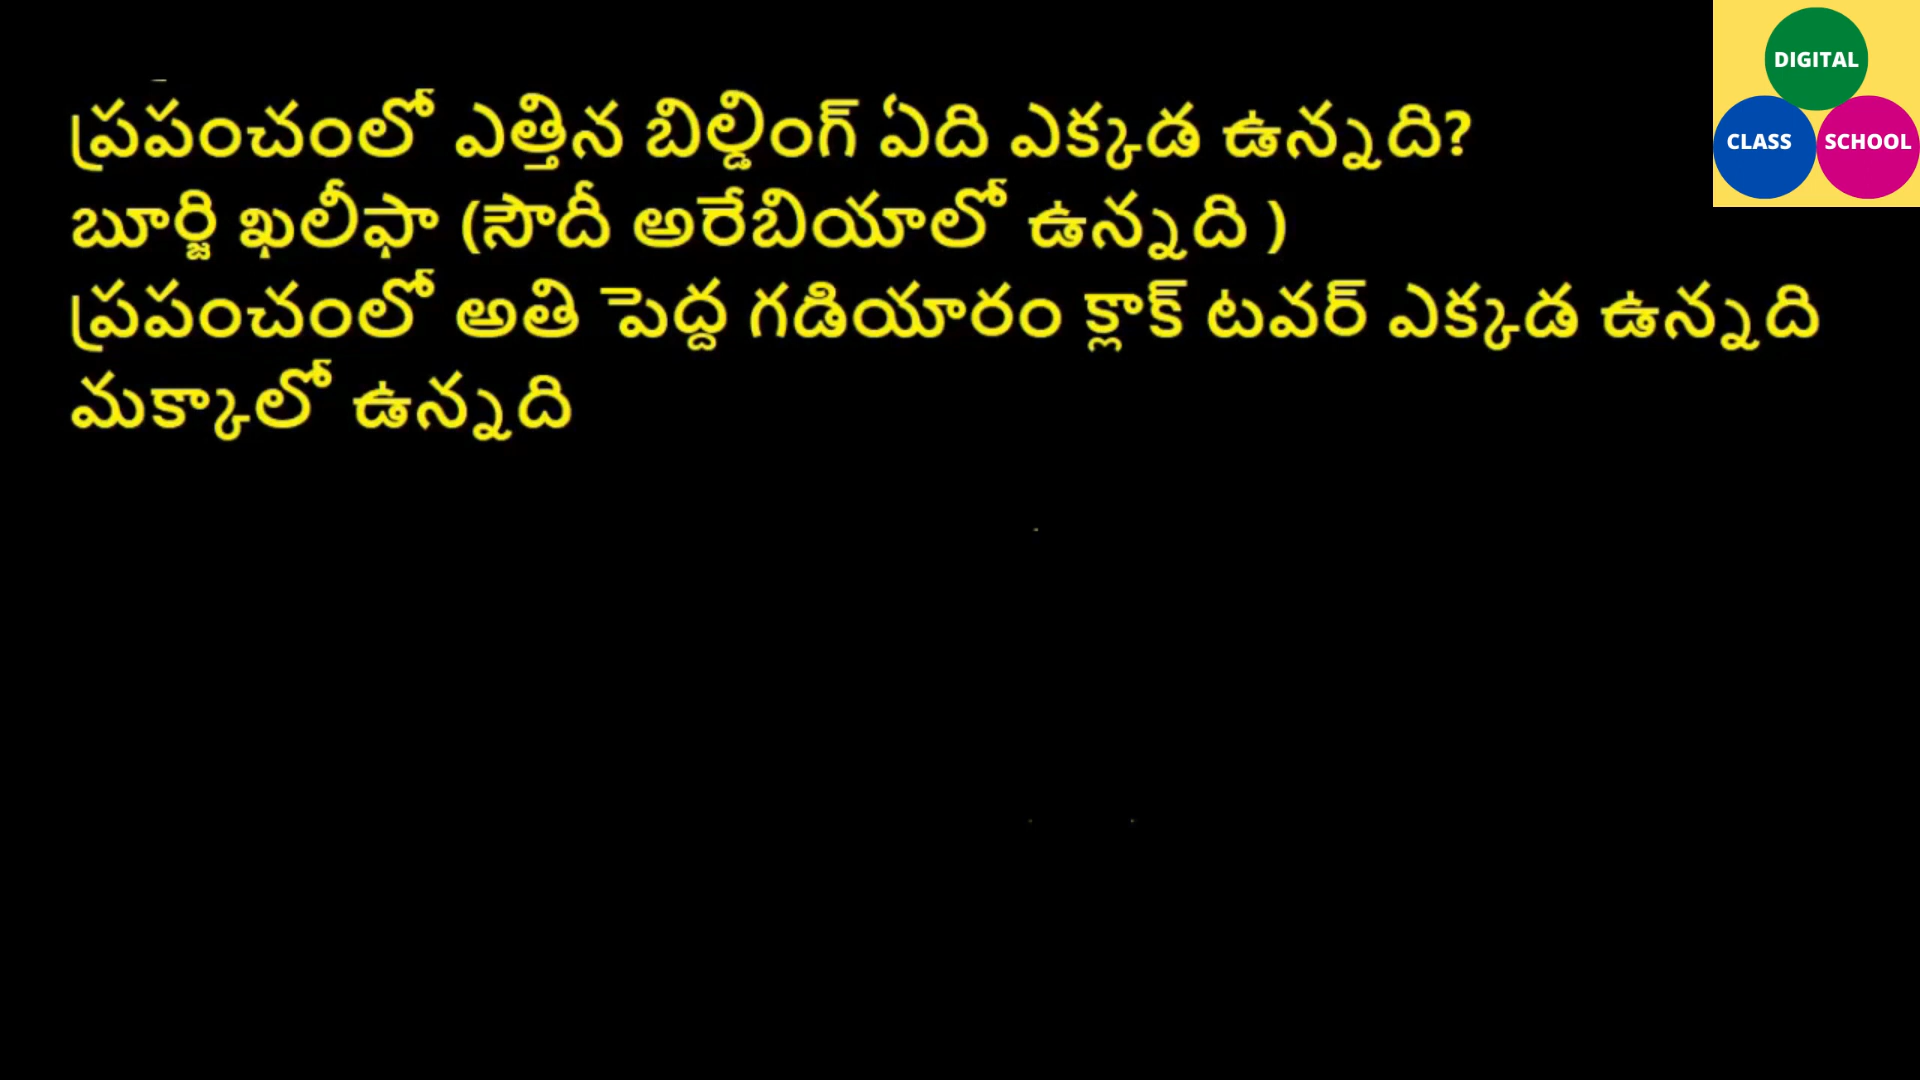 ప్రపంచంలో ఎత్తిన బిల్డింగ్ ఏది ఎక్కడ ఉన్నది?
బూర్జి ఖలీఫా (సౌదీ అరేబియాలో ఉన్నది )
ప్రపంచంలో అతి పెద్ద గడియారం క్లాక్ టవర్ ఎక్కడ ఉన్నది
మక్కాలో ఉన్నది
DIGITAL
CLASS SCHOOL